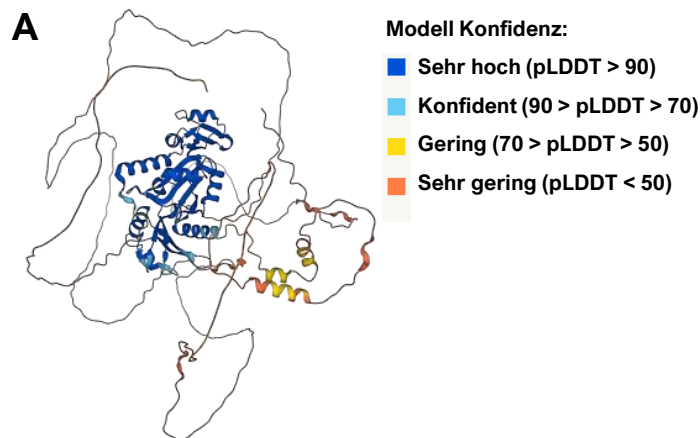 A
Modell Konfidenz:
Sehr hoch (pLDDT > 90)
Konfident (90 > pLDDT > 70)
Gering (70 > pLDDT > 50)
Sehr gering (pLDDT < 50)